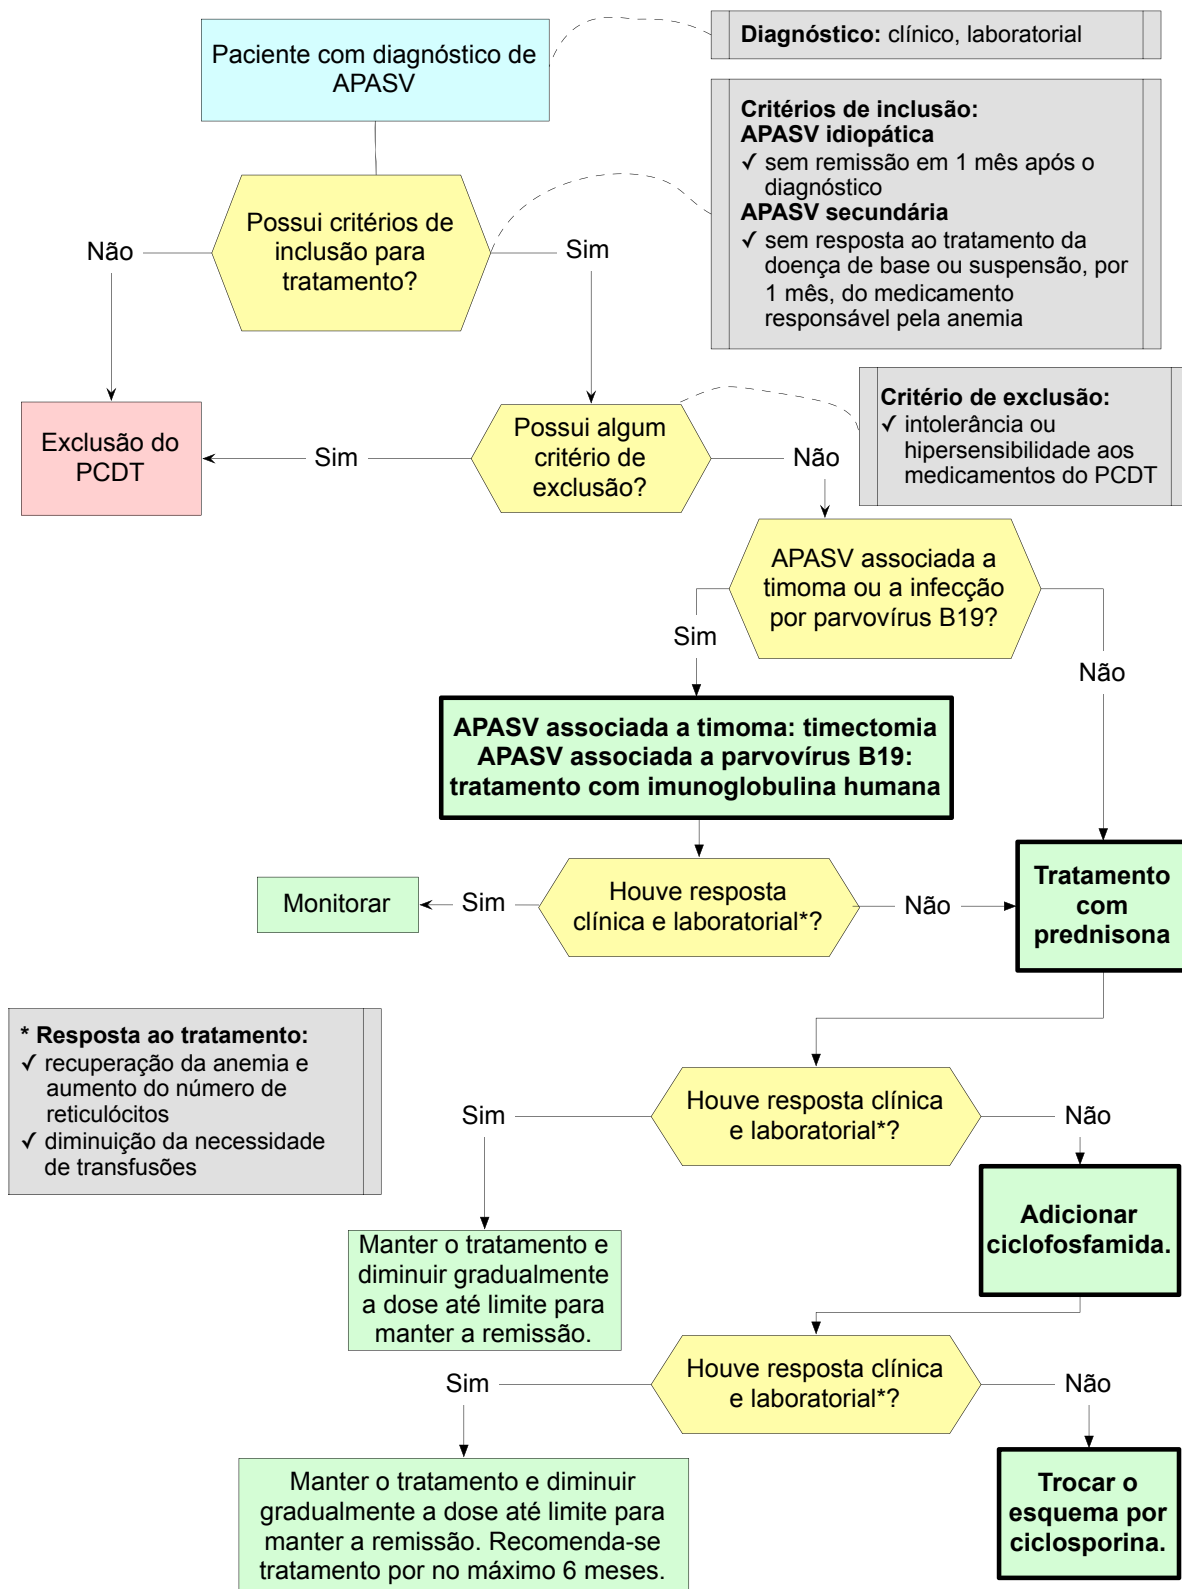 Paciente com diagnóstico de
APASV
Diagnóstico: clínico, laboratorial
Critérios de inclusão:
APASV idiopática
✓ sem remissão em 1 mês após o
diagnóstico
APASV secundária
✓ sem resposta ao tratamento da
doença de base ou suspensão, por
1 mês, do medicamento
responsável pela anemia
Possui critérios de
inclusão para
tratamento?
Não
Sim
Critério de exclusão:
✓ intolerância ou
hipersensibilidade aos
medicamentos do PCDT
Exclusão do
PCDT
Sim
Possui algum
critério de
exclusão?
Não
APASV associada a
timoma ou a infecção
por parvovírus B19?
Sim
Não
APASV associada a timoma: timectomia
APASV associada a parvovírus B19:
tratamento com imunoglobulina humana
Monitorar
Sim
Houve resposta
clínica e laboratorial*?
Não
Tratamento
com
prednisona
* Resposta ao tratamento:
✓ recuperação da anemia e
aumento do número de
reticulócitos
✓ diminuição da necessidade
de transfusões
Sim
Houve resposta clínica
e laboratorial*?
Não
Adicionar
ciclofosfamida.
Manter o tratamento e
diminuir gradualmente
a dose até limite para
manter a remissão.
Sim
Houve resposta clínica
e laboratorial*?
Não
Manter o tratamento e diminuir
gradualmente a dose até limite para
manter a remissão. Recomenda-se
tratamento por no máximo 6 meses.
Trocar o
esquema por
ciclosporina.